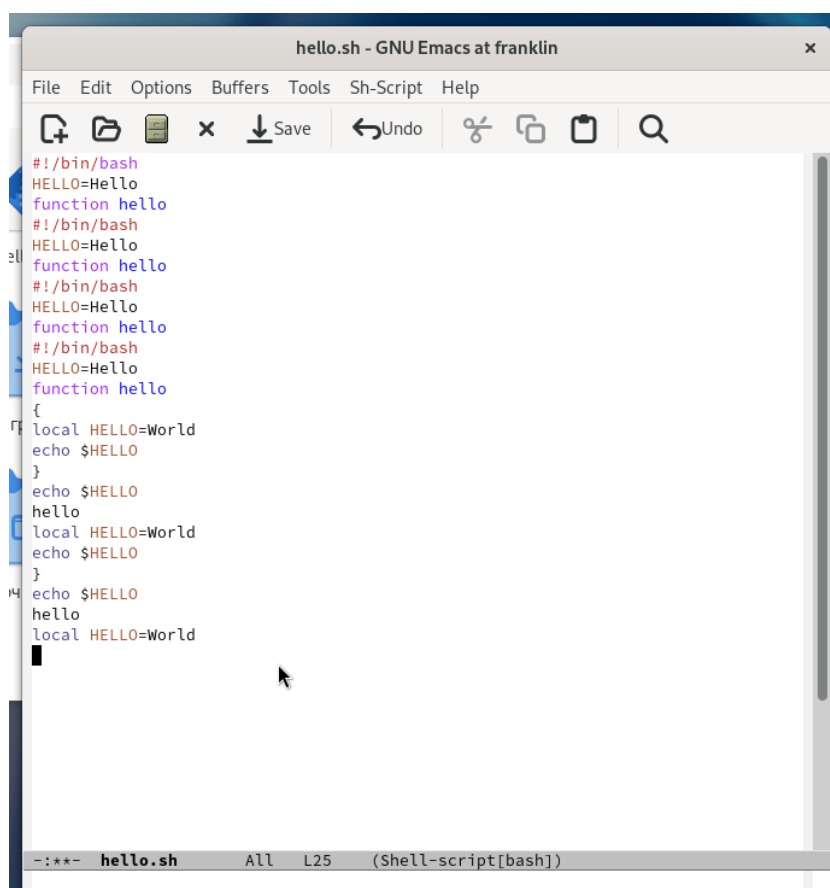 hello.sh - GNU Emacs at franklin
File Edit Options Buffers Tools Sh-Script Help
Save Undo
#!/bin/bash
HELLO=Hello
function hello
#!/bin/bash
HELLO=Hello
function hello
#!/bin/bash
HELLO=Hello
function hello
#!/bin/bash
HELLO=Hello
function hello
{
local HELLO=World
echo $HELLO
}
echo $HELLO
hello
local HELLO=World
echo $HELLO
}
echo $HELLO
hello
local HELLO=World
-:**- hello.sh All L25 (Shell-script[bash])